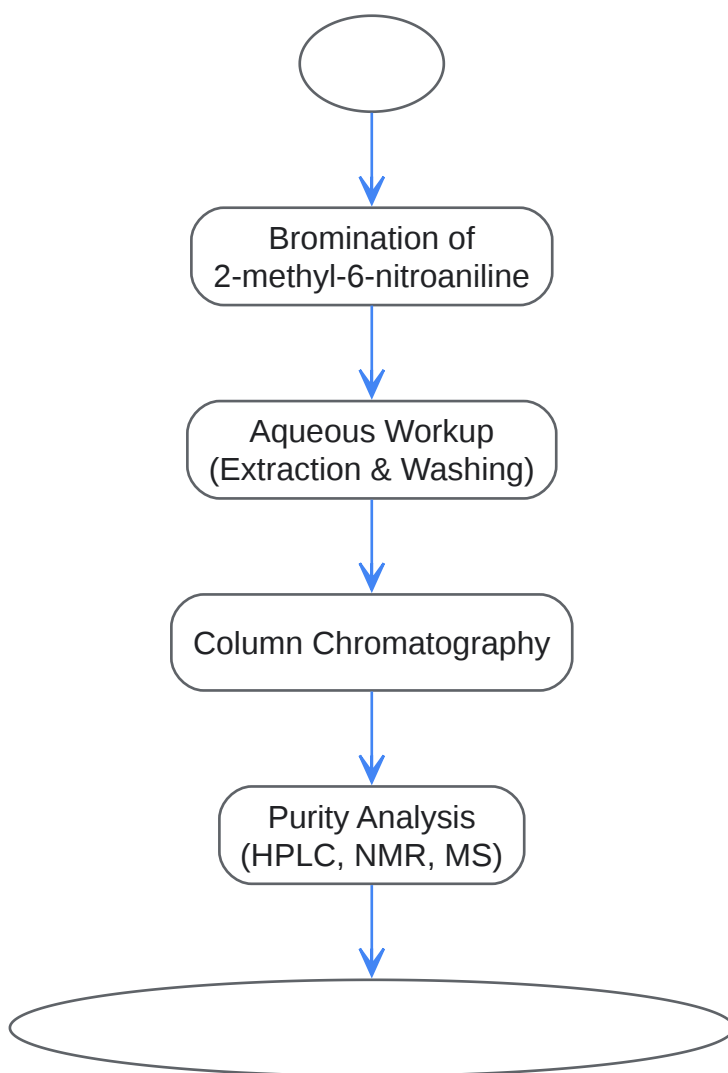 Bromination of
2-methyl-6-nitroaniline
Aqueous Workup
(Extraction & Washing)
Column Chromatography
Purity Analysis
(HPLC, NMR, MS)